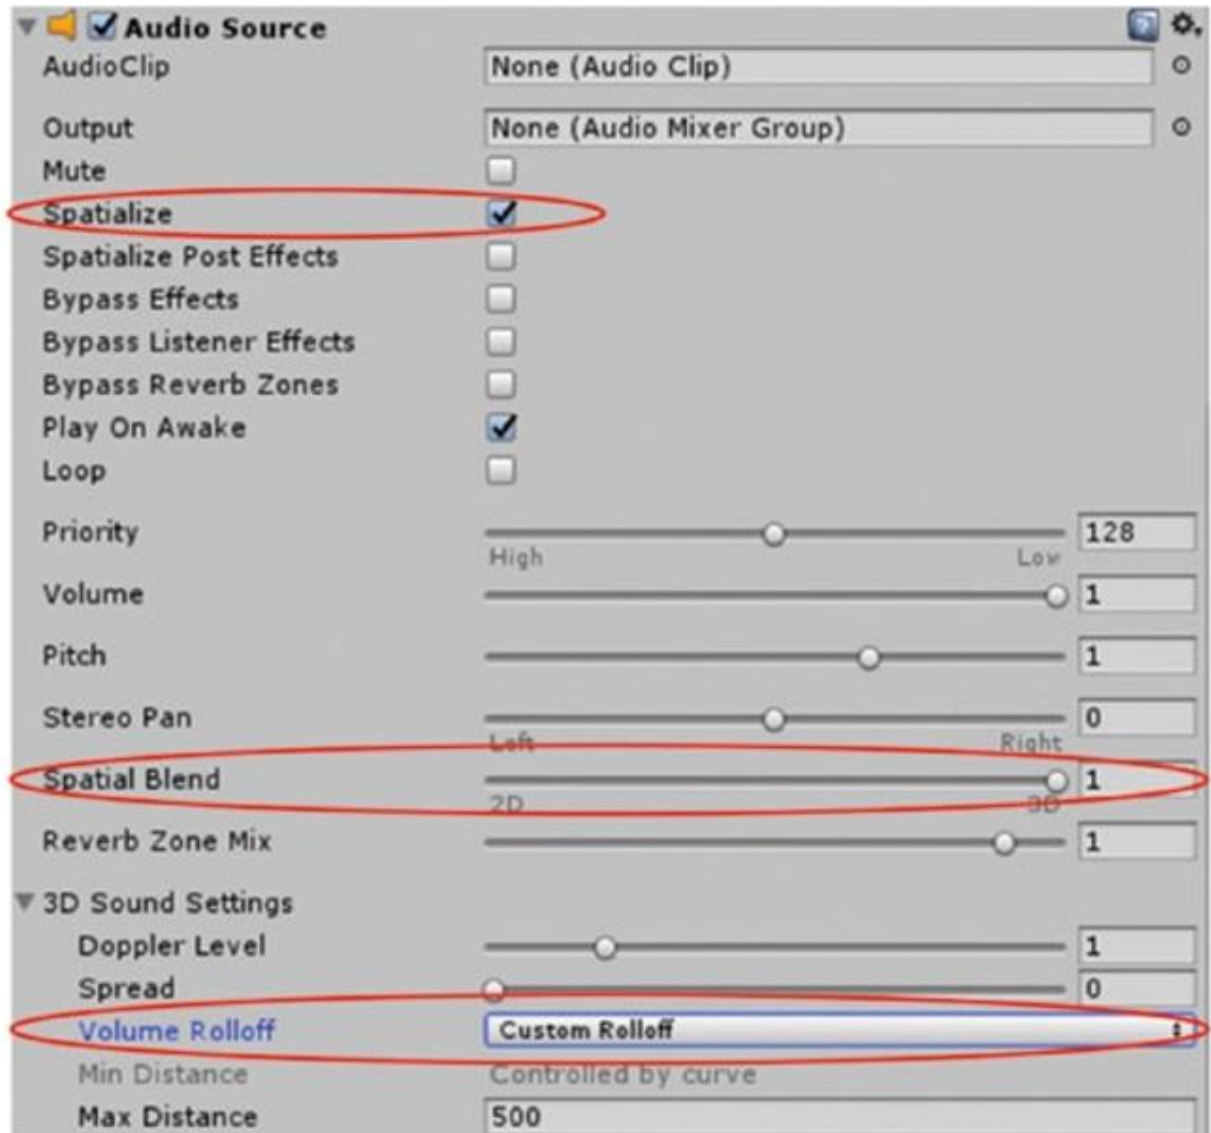 Audio Source
AudioClip None (Audio Clip)
Output None (Audio Mixer Group)
Mute
Spatialize
Spatialize Post Effects
Bypass Effects
Bypass Listener Effects
Bypass Reverb Zones
Play On Awake
Loop
Priority 128
High Low
Volume 1
Pitch 1
Stereo Pan 0
Left Right
Spatial Blend 1
2D 3D
Reverb Zone Mix 1
3D Sound Settings
Doppler Level 1
Spread 0
Volume Rolloff Custom Rolloff
Min Distance Controlled by curve
Max Distance 500